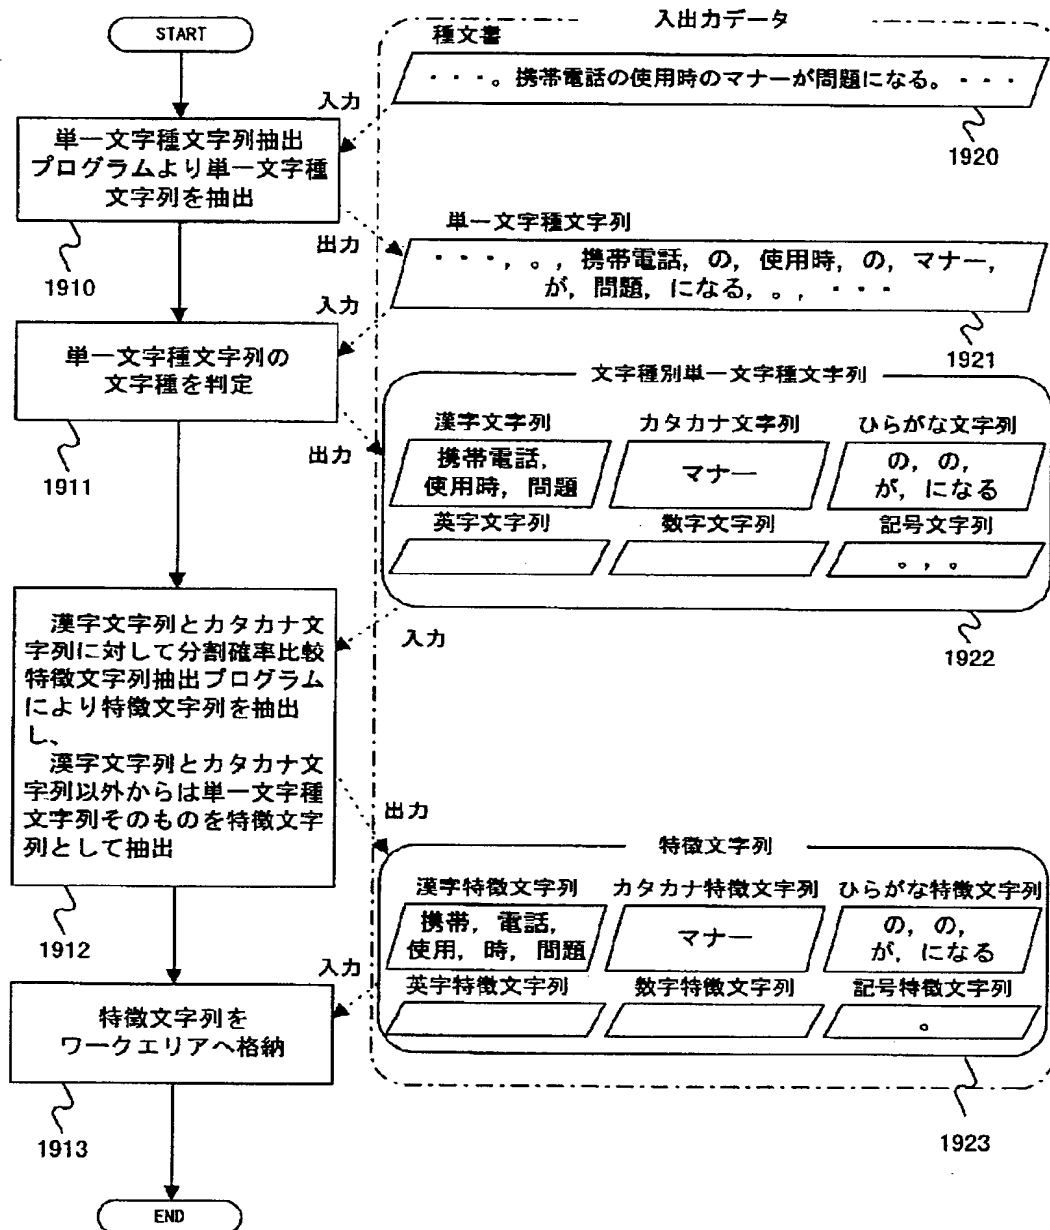 START
単一文字種文字列抽出
プログラムより単一文字種
文字列を抽出
1910
単一文字種文字列の
文字種を判定
1911
漢字文字列とカタカナ文
字列に対して分割確率比較
特徴文字列抽出プログラム
により特徴文字列を抽出
し、
漢字文字列とカタカナ文
字列以外からは単一文字種
文字列そのものを特徴文字
列として抽出
1912
特徴文字列を
ワークエリアへ格納
1913
END
入力
出力
入力
出力
入力
出力
入力
入出力データ
種文書
・・・。携帯電話の使用時のマナーが問題になる。・・・
1920
単一文字種文字列
・・・, 。, 携帯電話, の, 使用時, の, マナー,
が, 問題, になる, 。, ・・・
1921
文字種別単一文字種文字列
漢字文字列
携帯電話,
使用時, 問題
カタカナ文字列
マナー
ひらがな文字列
の, の,
が, になる
英字文字列
数字文字列
記号文字列
。, 。
1922
特徴文字列
漢字特徴文字列
携帯, 電話,
使用, 時, 問題
カタカナ特徴文字列
マナー
ひらがな特徴文字列
の, の,
が, になる
英字特徴文字列
数字特徴文字列
記号特徴文字列
。
1923